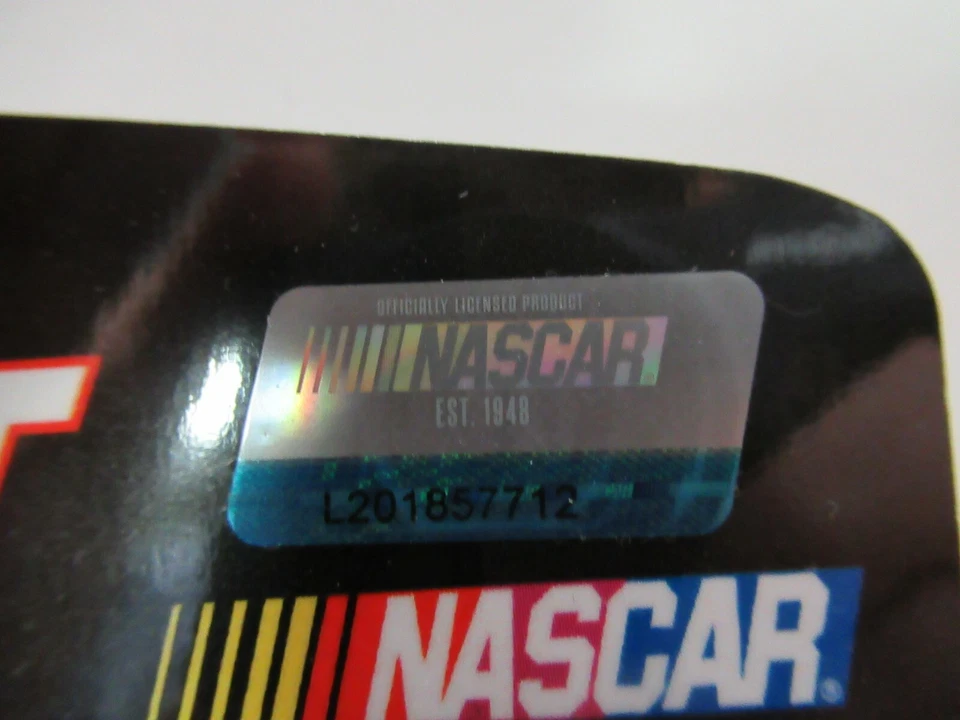 OFFICIALLY LICENSED PRODUCT
NASCAR
EST. 1948
L201857712
T
NASCAR®